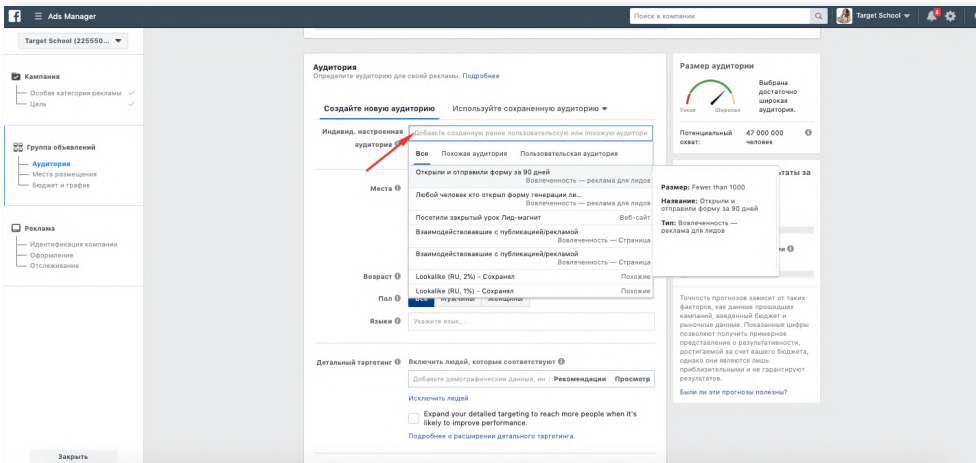 Ads Manager
Поиск в компании
Target School
8
Target School (225550...
Кампания
Особая категория рекламы
Цель
Группа объявлений
Аудитория
Места размещения
Бюджет и график
Реклама
Идентификация компании
Оформление
Отслеживание
Закрыть
Аудитория
Определите аудиторию для своей рекламы. Подробнее
Создайте новую аудиторию
Используйте сохраненную аудиторию
Индивид. настроенная
аудитория
Добавьте созданную ранее пользовательскую или похожую аудитори
Все
Похожая аудитория
Пользовательская аудитория
Открыли и отправили форму за 90 дней
Вовлеченность — реклама для лидов
Любой человек кто открыл форму генерации ли...
Вовлеченность — реклама для лидов
Посетили закрытый урок Лид-магнит
Веб-сайт
Взаимодействовавшие с публикацией/рекламой
Вовлеченность — Страница
Взаимодействовавшие с публикацией/рекламой
Вовлеченность — Страница
Lookalike (RU, 2%) - Сохранял
Похожие
Lookalike (RU, 1%) - Сохранял
Похожие
Места
Возраст
Пол
Все Мужчины Женщины
Языки
Укажите язык...
Детальный таргетинг
Включить людей, которые соответствуют
Добавьте демографические данные, ин
Рекомендации
Просмотр
Исключить людей
Expand your detailed targeting to reach more people when it's
likely to improve performance.
Подробнее о расширении детального таргетинга.
Размер: Fewer than 1000
Название: Открыли и
отправили форму за 90 дней
Тип: Вовлеченность —
реклама для лидов
Размер аудитории
Узкая
Широкая
Выбрана
достаточно
широкая
аудитория.
Потенциальный
охват:
47 000 000
человек
таты за
ии
Точность прогнозов зависит от таких
факторов, как данные прошедших
кампаний, введенный бюджет и
рыночные данные. Показанные цифры
позволяют получить примерное
представление о результативности,
достигаемой за счет вашего бюджета,
однако они являются лишь
приблизительными и не гарантируют
результатов.
Были ли эти прогнозы полезны?